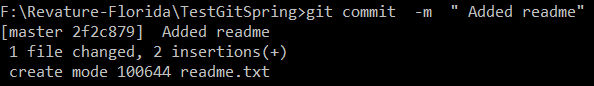 F:\Revature-Florida\TestGitSpring>git commit  -m  " Added readme"
[master 2f2c879]  Added readme
 1 file changed, 2 insertions(+)
 create mode 100644 readme.txt